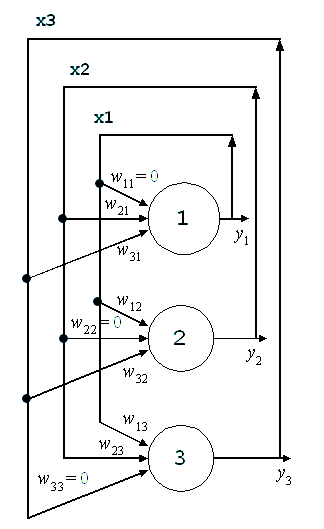 x3
x2
x1
w11 = 0
w21
1
w31
y1
w12
w22 = 0
2
w32
y2
w13
w23
3
w33 = 0
y3